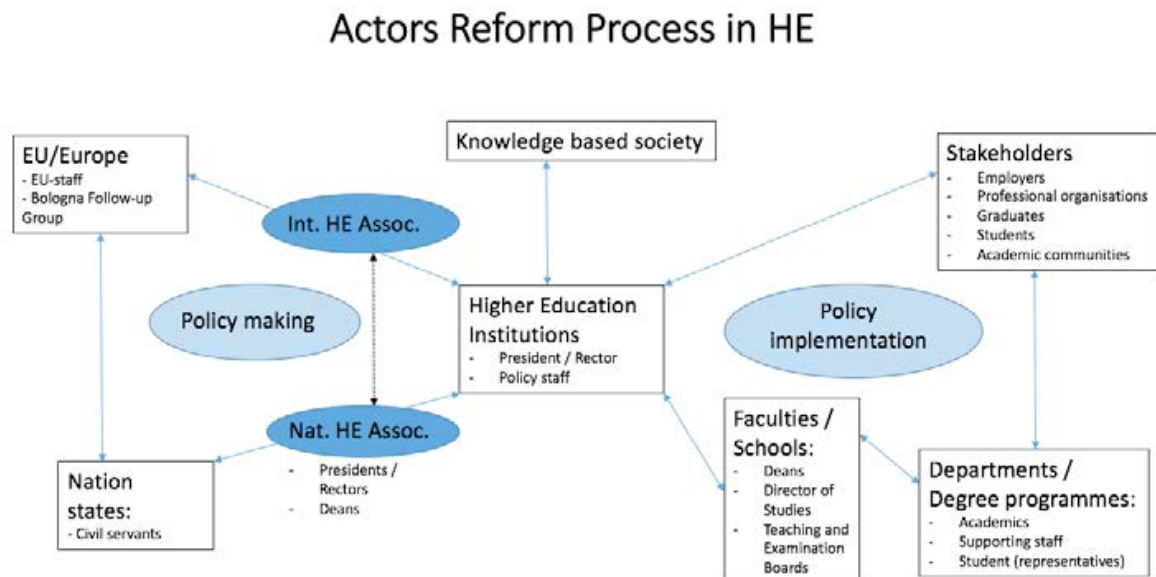 Actors Reform Process in HE
EU/Europe
- EU-staff
- Bologna Follow-up
Group
Int. HE Assoc.
Knowledge based society
Stakeholders
- Employers
- Professional organisations
- Graduates
- Students
- Academic communities
Policy making
Higher Education
Institutions
- President / Rector
- Policy staff
Policy
implementation
Nat. HE Assoc.
- Presidents /
Rectors
- Deans
Nation
states:
- Civil servants
Faculties /
Schools:
- Deans
- Director of
Studies
- Teaching and
Examination
Boards
Departments /
Degree programmes:
- Academics
- Supporting staff
- Student (representatives)